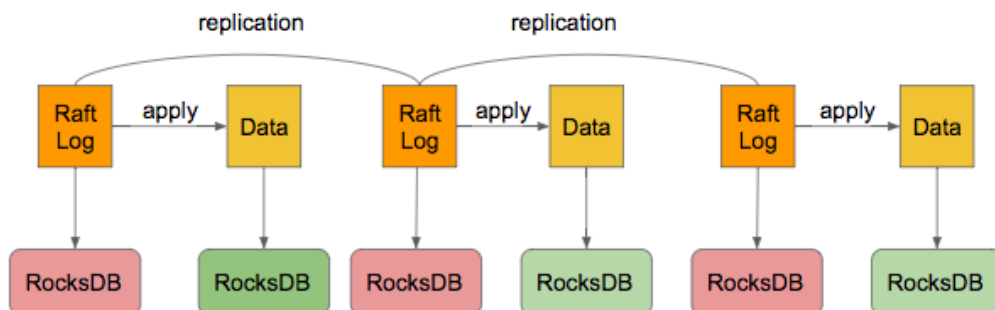 replication
replication
Raft
Log
apply
Data
Raft
Log
apply
Data
Raft
Log
apply
Data
RocksDB
RocksDB
RocksDB
RocksDB
RocksDB
RocksDB